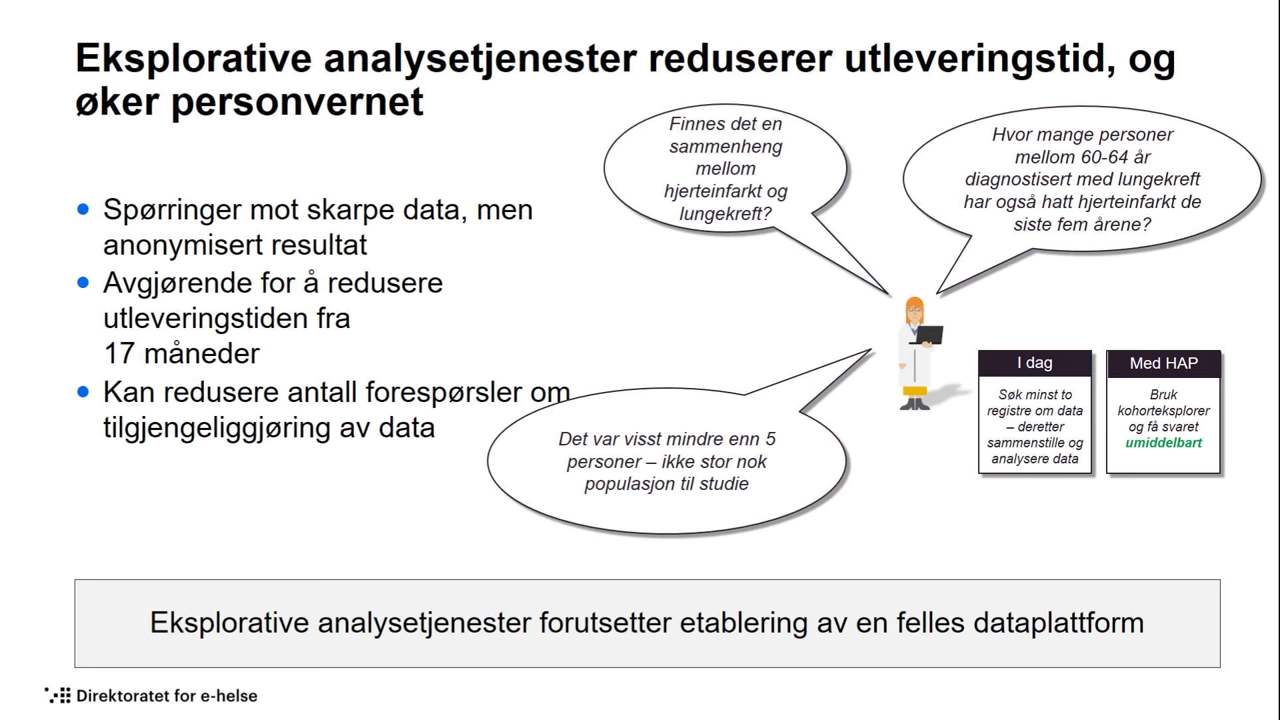 Eksplorative analysetjenester reduserer utleveringstid, og
øker personvernet
Finnes det en
sammenheng
mellom
hjerteinfarkt og
lungekreft?
Hvor mange personer
mellom 60-64 år
diagnostisert med lungekreft
har også hatt hjerteinfarkt de
siste fem årene?
Spørringer mot skarpe data, men
anonymisert resultat
Avgjørende for å redusere
utleveringstiden fra
17 måneder
Kan redusere antall forespørsler om
tilgjengeliggjøring av data
Det var visst mindre enn 5
personer – ikke stor nok
populasjon til studie
I dag
Søk minst to
registre om data
– deretter
sammenstille og
analysere data
Med HAP
Bruk
kohorteksplorer
og få svaret
umiddelbart
Eksplorative analysetjenester forutsetter etablering av en felles dataplattform
Direktoratet for e-helse